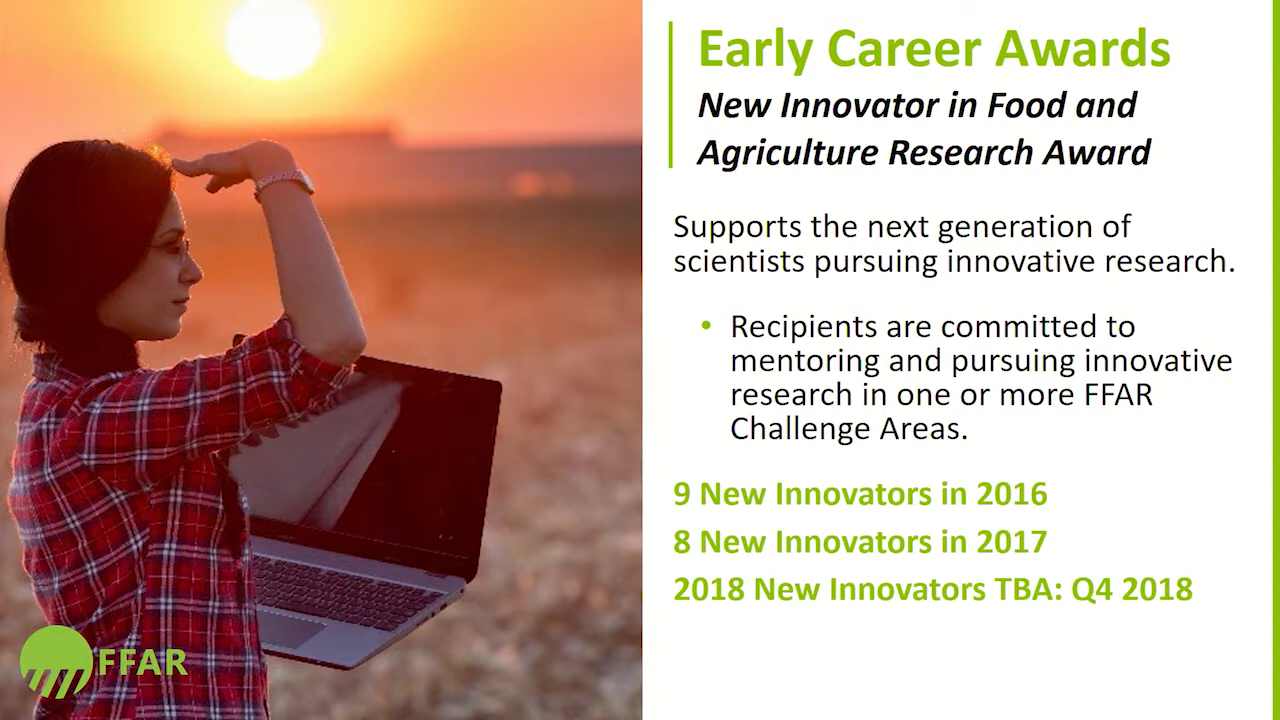 Early Career Awards
New Innovator in Food and
Agriculture Research Award
Supports the next generation of
scientists pursuing innovative research.
• Recipients are committed to
mentoring and pursuing innovative
research in one or more FFAR
Challenge Areas.
9 New Innovators in 2016
8 New Innovators in 2017
2018 New Innovators TBA: Q4 2018
FFAR